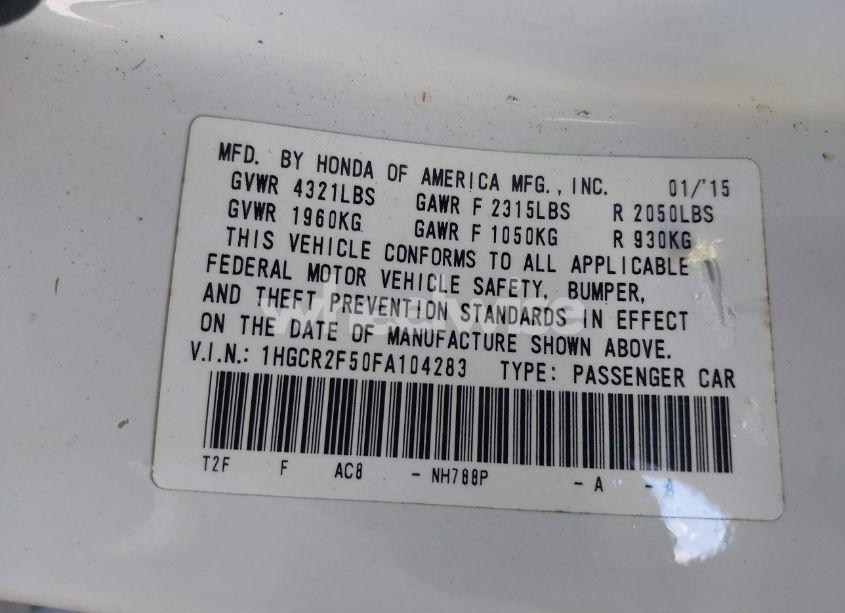 MFD. BY HONDA OF AMERICA MFG., INC. 01/'15
GVWR 4321LBS GAWR F 2315LBS R 2050LBS
GVWR 1960KG GAWR F 1050KG R 930KG
THIS VEHICLE CONFORMS TO ALL APPLICABLE
FEDERAL MOTOR VEHICLE SAFETY, BUMPER,
AND THEFT PREVENTION STANDARDS IN EFFECT
ON THE DATE OF MANUFACTURE SHOWN ABOVE.
V.I.N.: 1HGCR2F50FA104283 TYPE: PASSENGER CAR
T2F F AC8 - NH788P - A - A